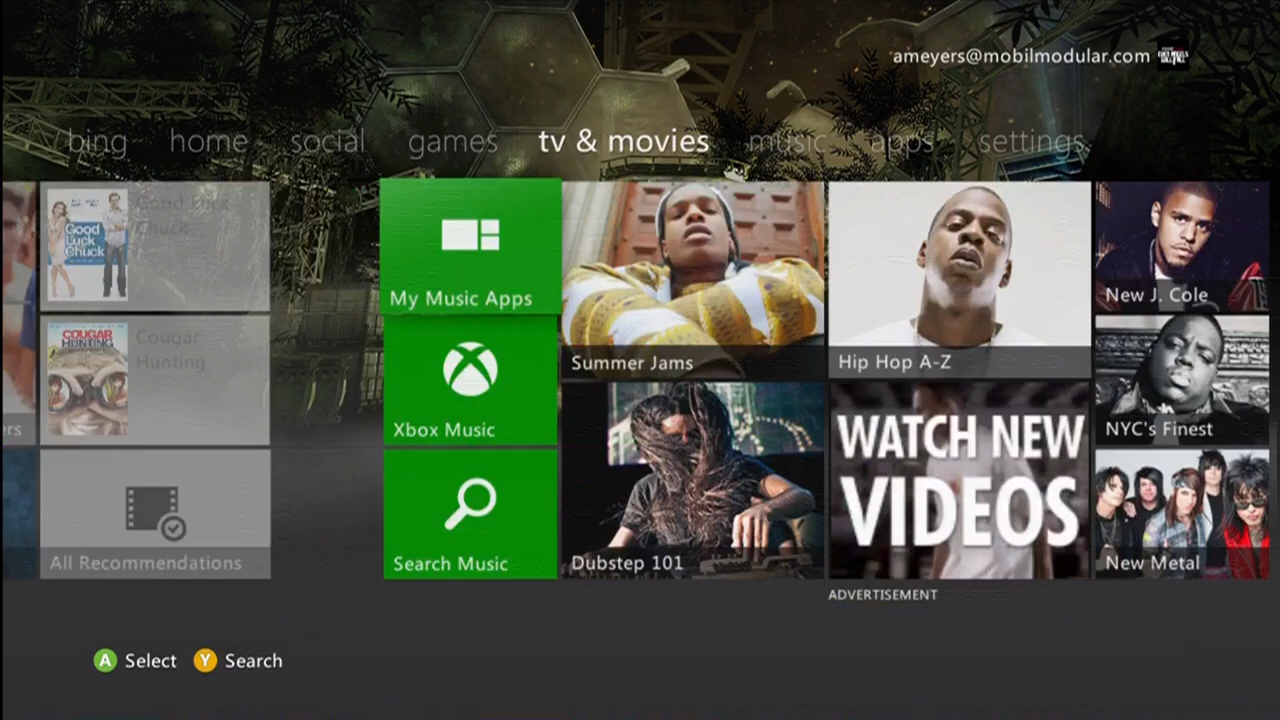 ameyers@mobilmodular.com
bing home social games tv & movies music apps settings
Good Luck
Chuck
Good
Luck
Chuck
COUGAR
HUNTING
Cougar
Hunting
ers
All Recommendations
My Music Apps
Xbox Music
Search Music
Summer Jams
Dubstep 101
Hip Hop A-Z
WATCH NEW
VIDEOS
ADVERTISEMENT
New J. Cole
NYC's Finest
New Metal
A Select Y Search